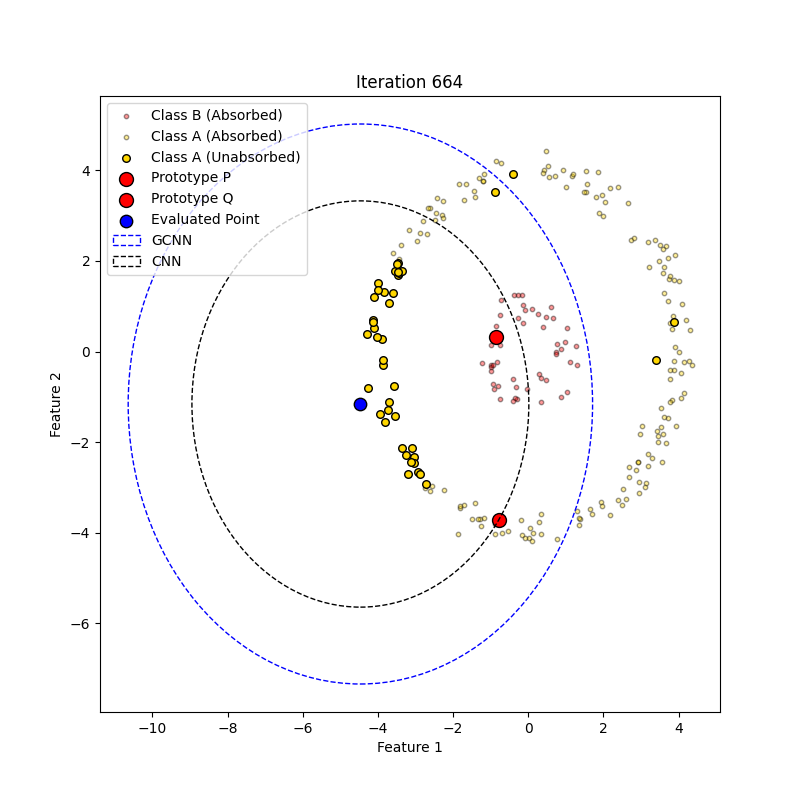 Iteration 664
Class B (Absorbed)
Class A (Absorbed)
Class A (Unabsorbed)
Prototype P
Prototype Q
Evaluated Point
GCNN
CNN
4
2
0
−2
−4
−6
Feature 2
−10
−8
−6
−4
−2
0
2
4
Feature 1